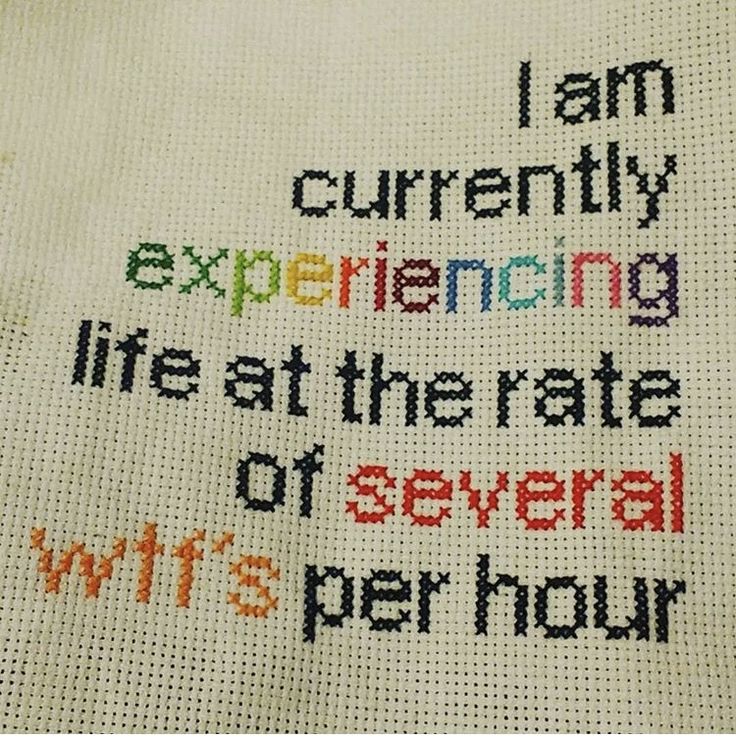 I am
currently
experiencing
life at the rate
of several
wtf's per hour